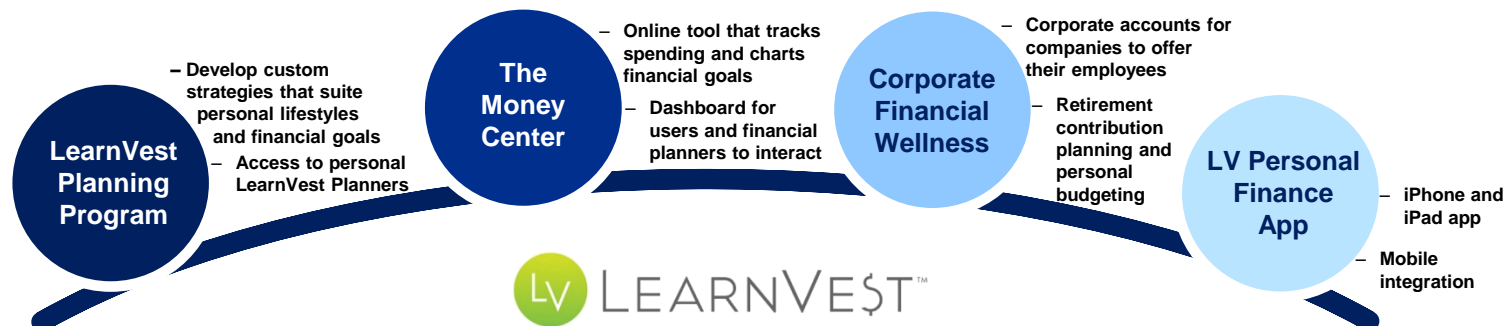 LearnVest
Planning
Program
– Develop custom
strategies that suite
personal lifestyles
and financial goals
– Access to personal
LearnVest Planners
The
Money
Center
– Online tool that tracks
spending and charts
financial goals
– Dashboard for
users and financial
planners to interact
Corporate
Financial
Wellness
– Corporate accounts for
companies to offer
their employees
– Retirement
contribution
planning and
personal
budgeting
LV Personal
Finance
App
– iPhone and
iPad app
– Mobile
integration
LV LEARNVE$T™